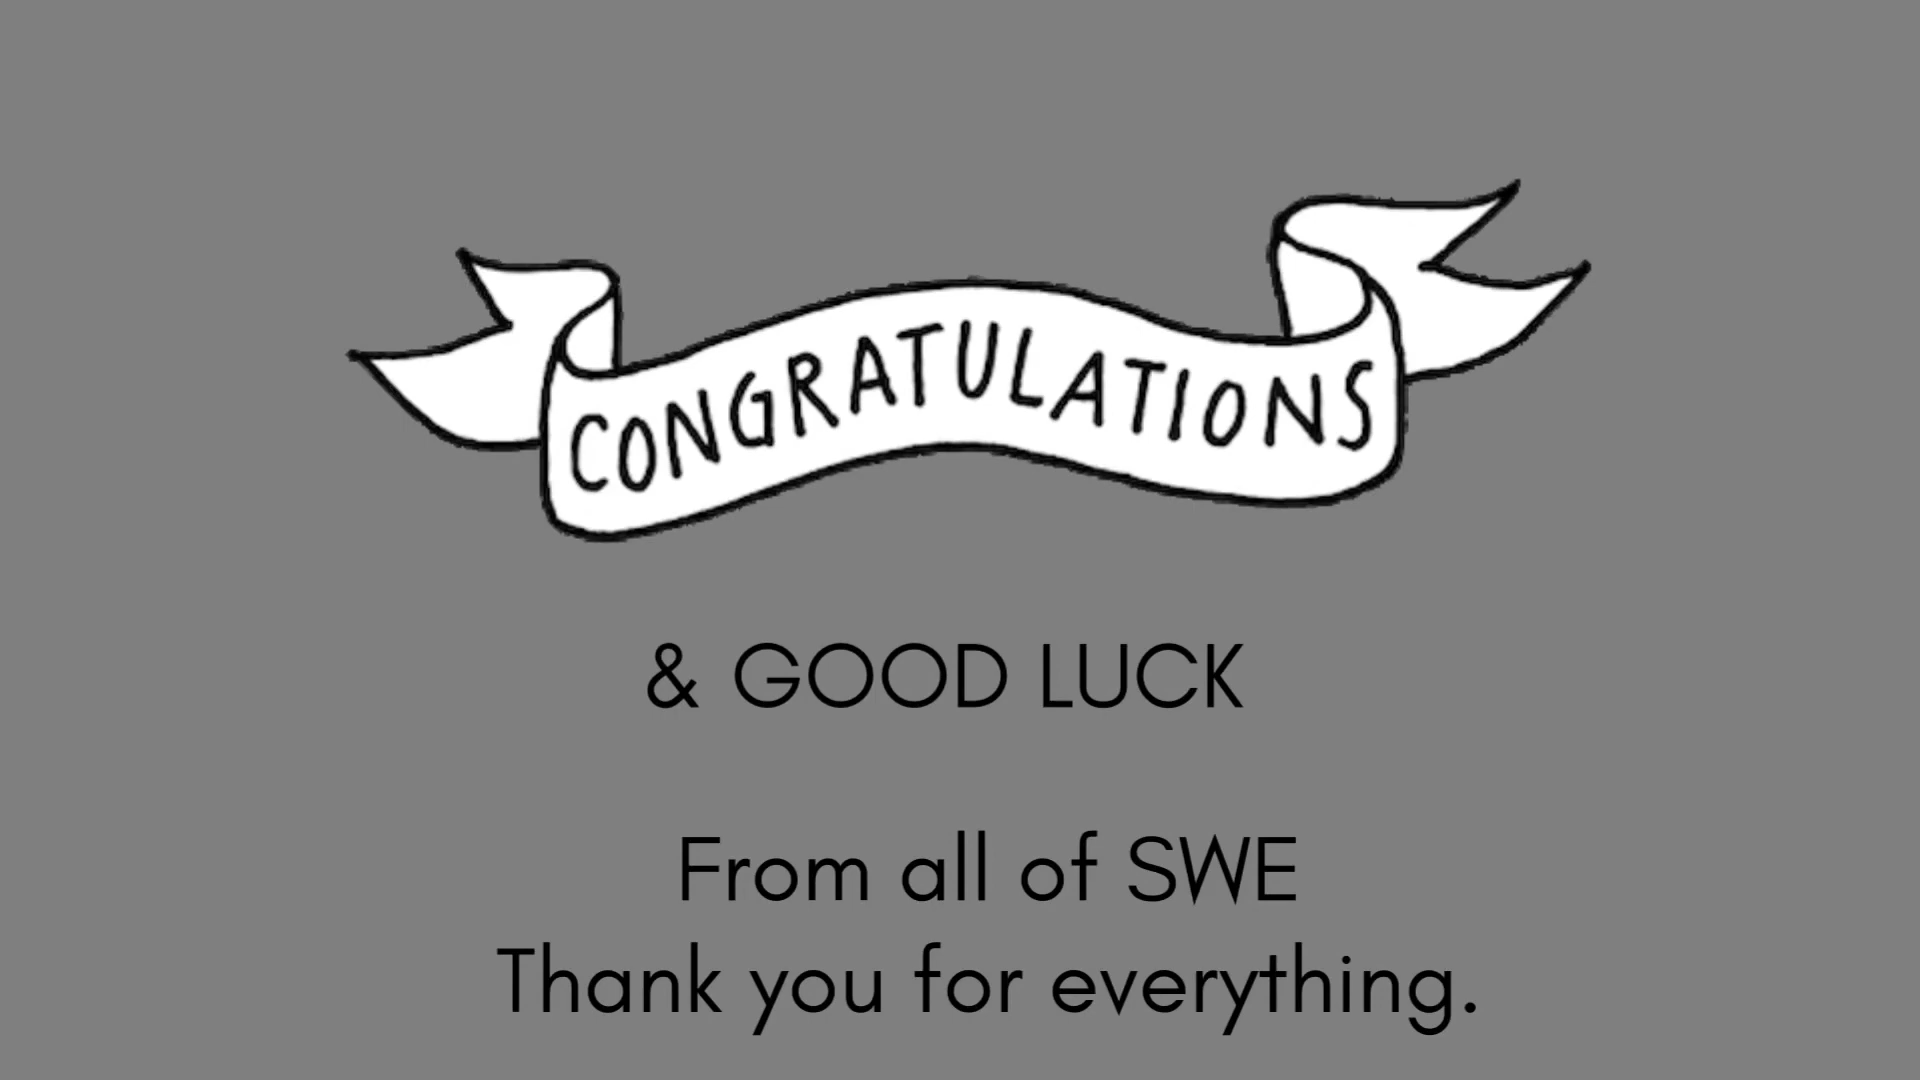 CONGRATULATIONS
& GOOD LUCK
From all of SWE
Thank you for everything.